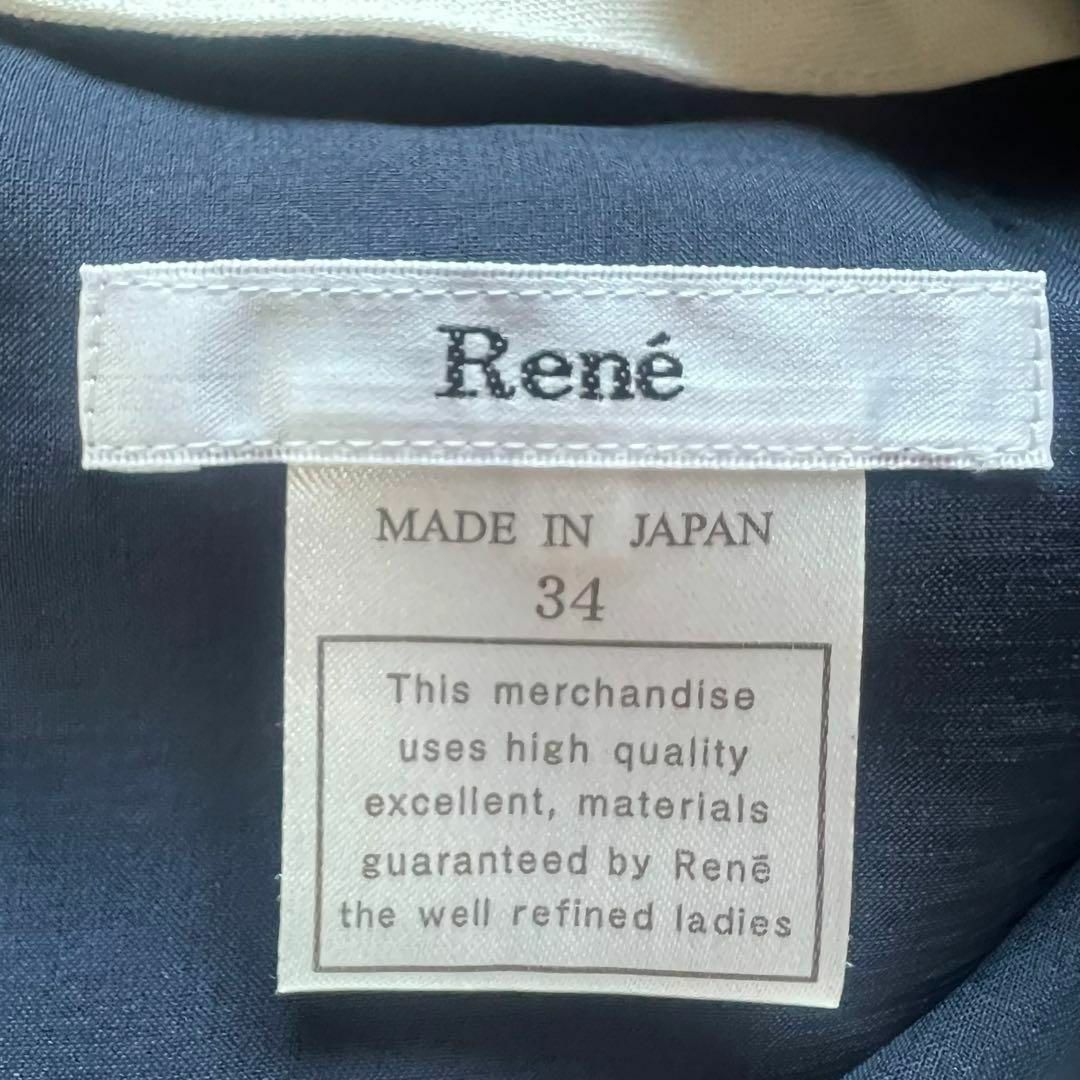 René
MADE IN JAPAN
34
This merchandise
uses high quality
excellent, materials
guaranteed by Renē
the well refined ladies